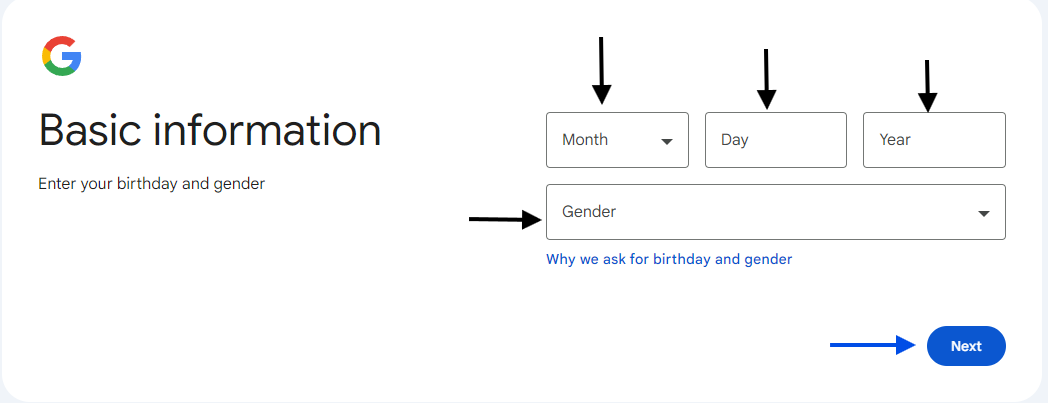 Basic information
Enter your birthday and gender
Month Day Year
Gender
Why we ask for birthday and gender
Next